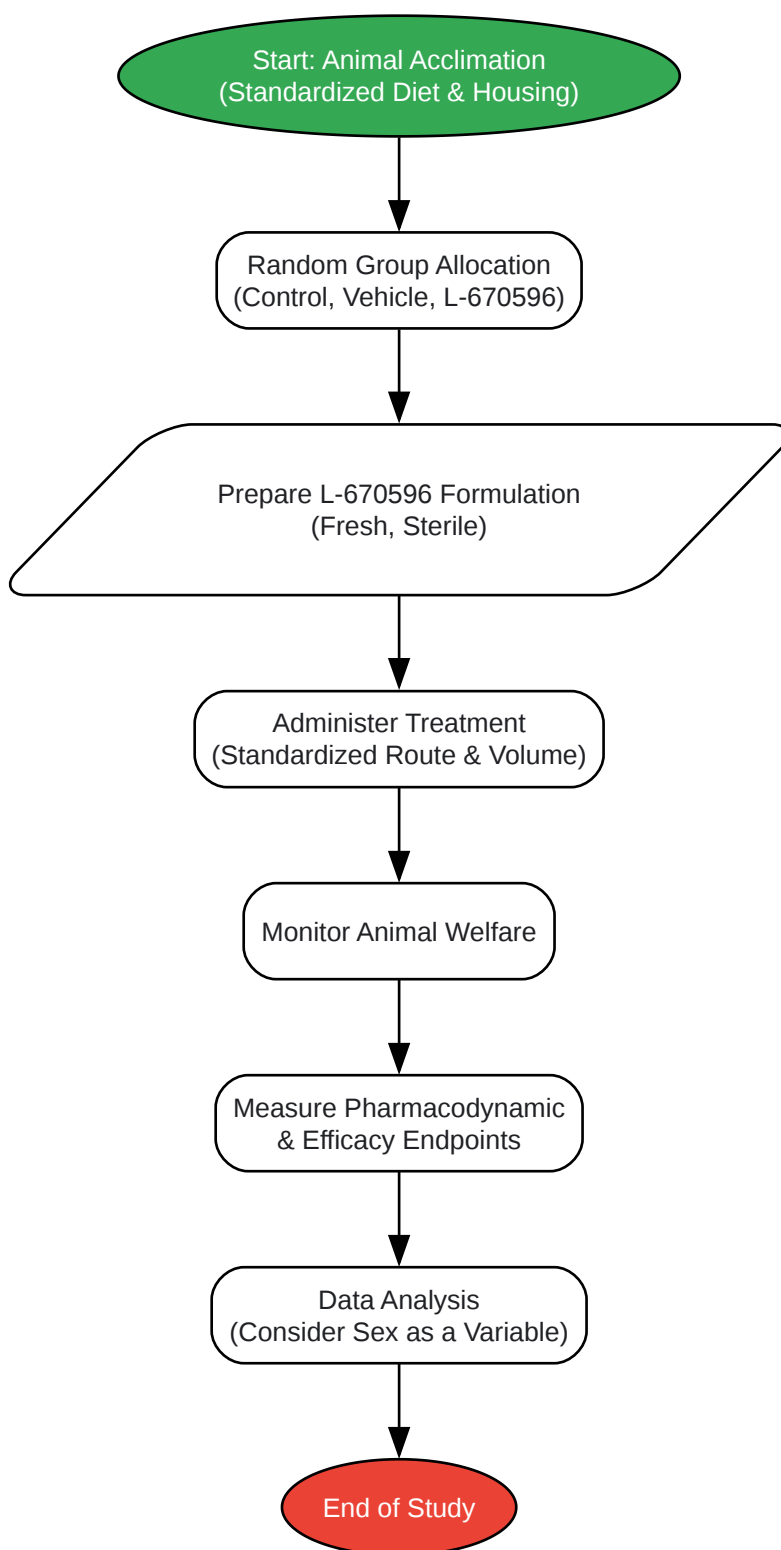 Start: Animal Acclimation
(Standardized Diet & Housing)
Random Group Allocation
(Control, Vehicle, L-670596)
Prepare L-670596 Formulation
(Fresh, Sterile)
Administer Treatment
(Standardized Route & Volume)
Monitor Animal Welfare
Measure Pharmacodynamic
& Efficacy Endpoints
Data Analysis
(Consider Sex as a Variable)
End of Study